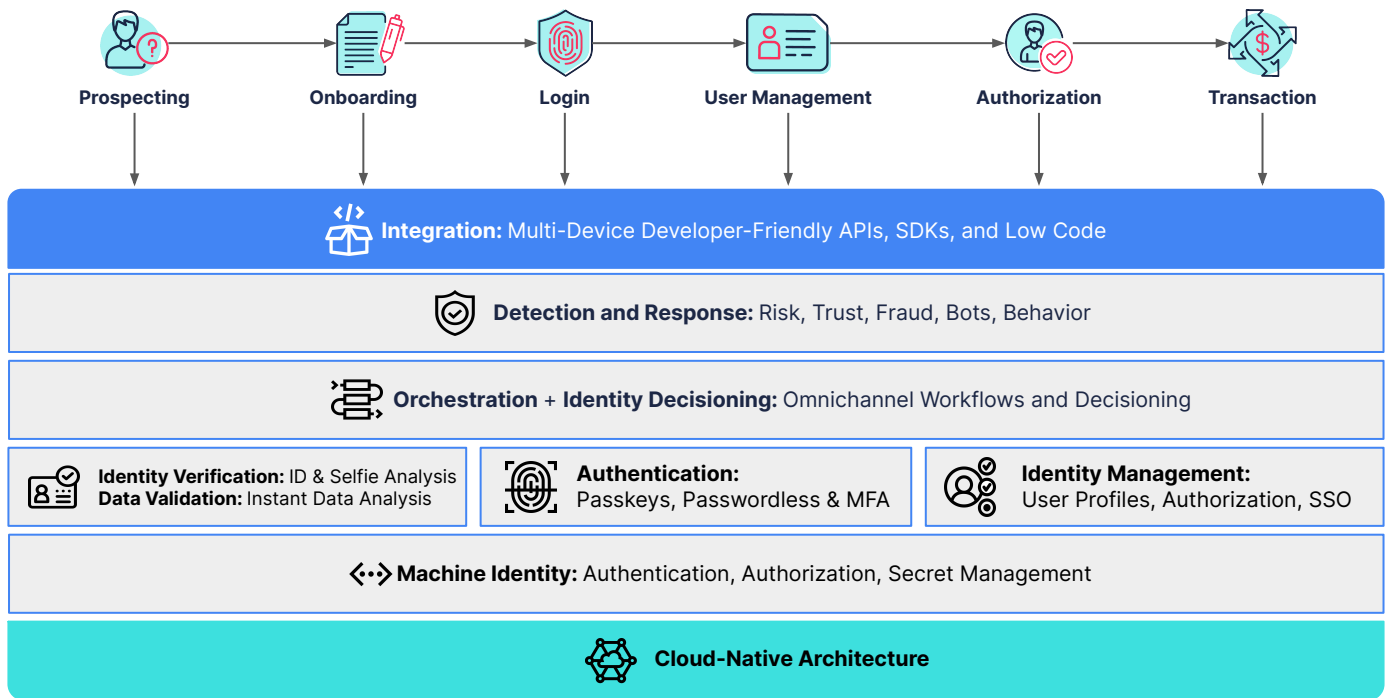 Prospecting
Onboarding
Login
User Management
Authorization
Transaction
Integration: Multi-Device Developer-Friendly APIs, SDKs, and Low Code
Detection and Response: Risk, Trust, Fraud, Bots, Behavior
Orchestration + Identity Decisioning: Omnichannel Workflows and Decisioning
Identity Verification: ID & Selfie Analysis
Data Validation: Instant Data Analysis
Authentication:
Passkeys, Passwordless & MFA
Identity Management:
User Profiles, Authorization, SSO
Machine Identity: Authentication, Authorization, Secret Management
Cloud-Native Architecture